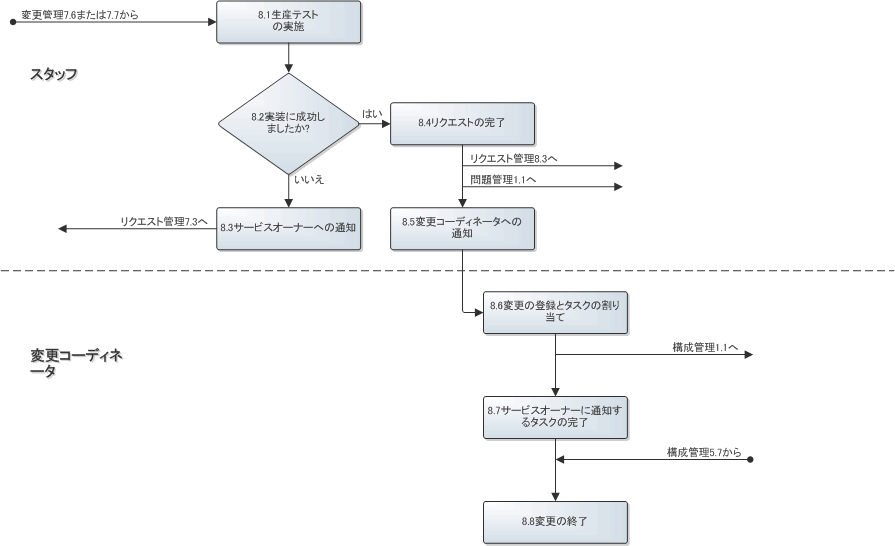 変更管理7.6または7.7から
8.1生産テスト
の実施
スタッフ
8.2実装に成功し
ましたか?
はい
8.4リクエストの完了
リクエスト管理8.3へ
問題管理1.1へ
いいえ
リクエスト管理7.3へ
8.3サービスオーナーへの通知
8.5変更コーディネータへの
通知
8.6変更の登録とタスクの割り
当て
構成管理1.1へ
変更コーディネ
ータ
8.7サービスオーナーに通知す
るタスクの完了
構成管理5.7から
8.8変更の終了